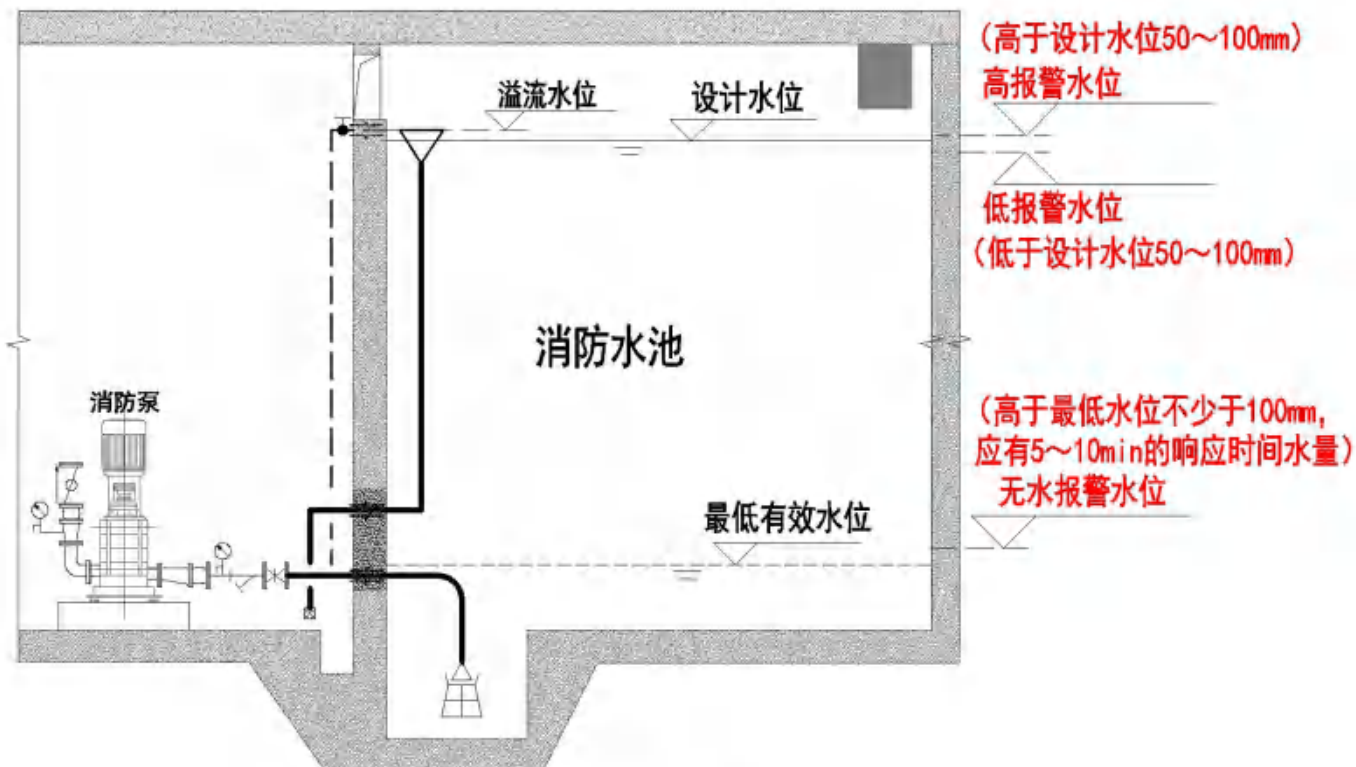 （高于设计水位50～100mm）
高报警水位
溢流水位
设计水位
低报警水位
（低于设计水位50～100mm）
消防水池
消防泵
（高于最低水位不少于100mm，
应有5～10min的响应时间水量）
无水报警水位
最低有效水位